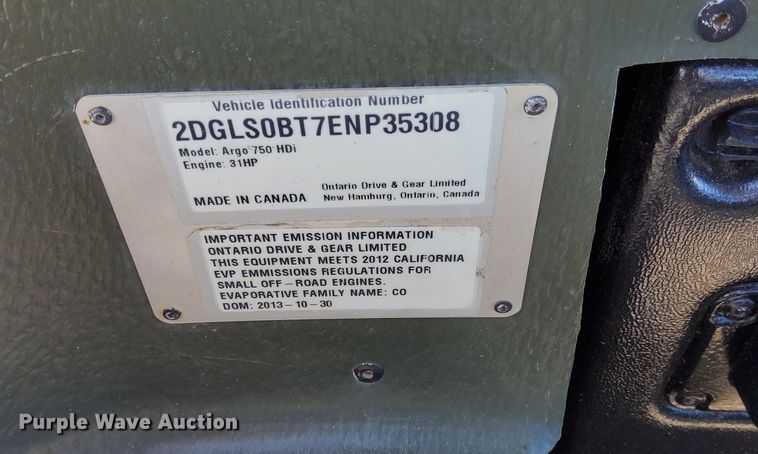 Vehicle Identification Number
2DGLS0BT7ENP35308
Model: Argo 750 HDi
Engine: 31HP
MADE IN CANADA
Ontario Drive & Gear Limited
New Hamburg, Ontario, Canada
IMPORTANT EMISSION INFORMATION
ONTARIO DRIVE & GEAR LIMITED
THIS EQUIPMENT MEETS 2012 CALIFORNIA
EVP EMMISSIONS REGULATIONS FOR
SMALL OFF-ROAD ENGINES.
EVAPORATIVE FAMILY NAME: CO
DOM: 2013-10-30
Purple Wave Auction